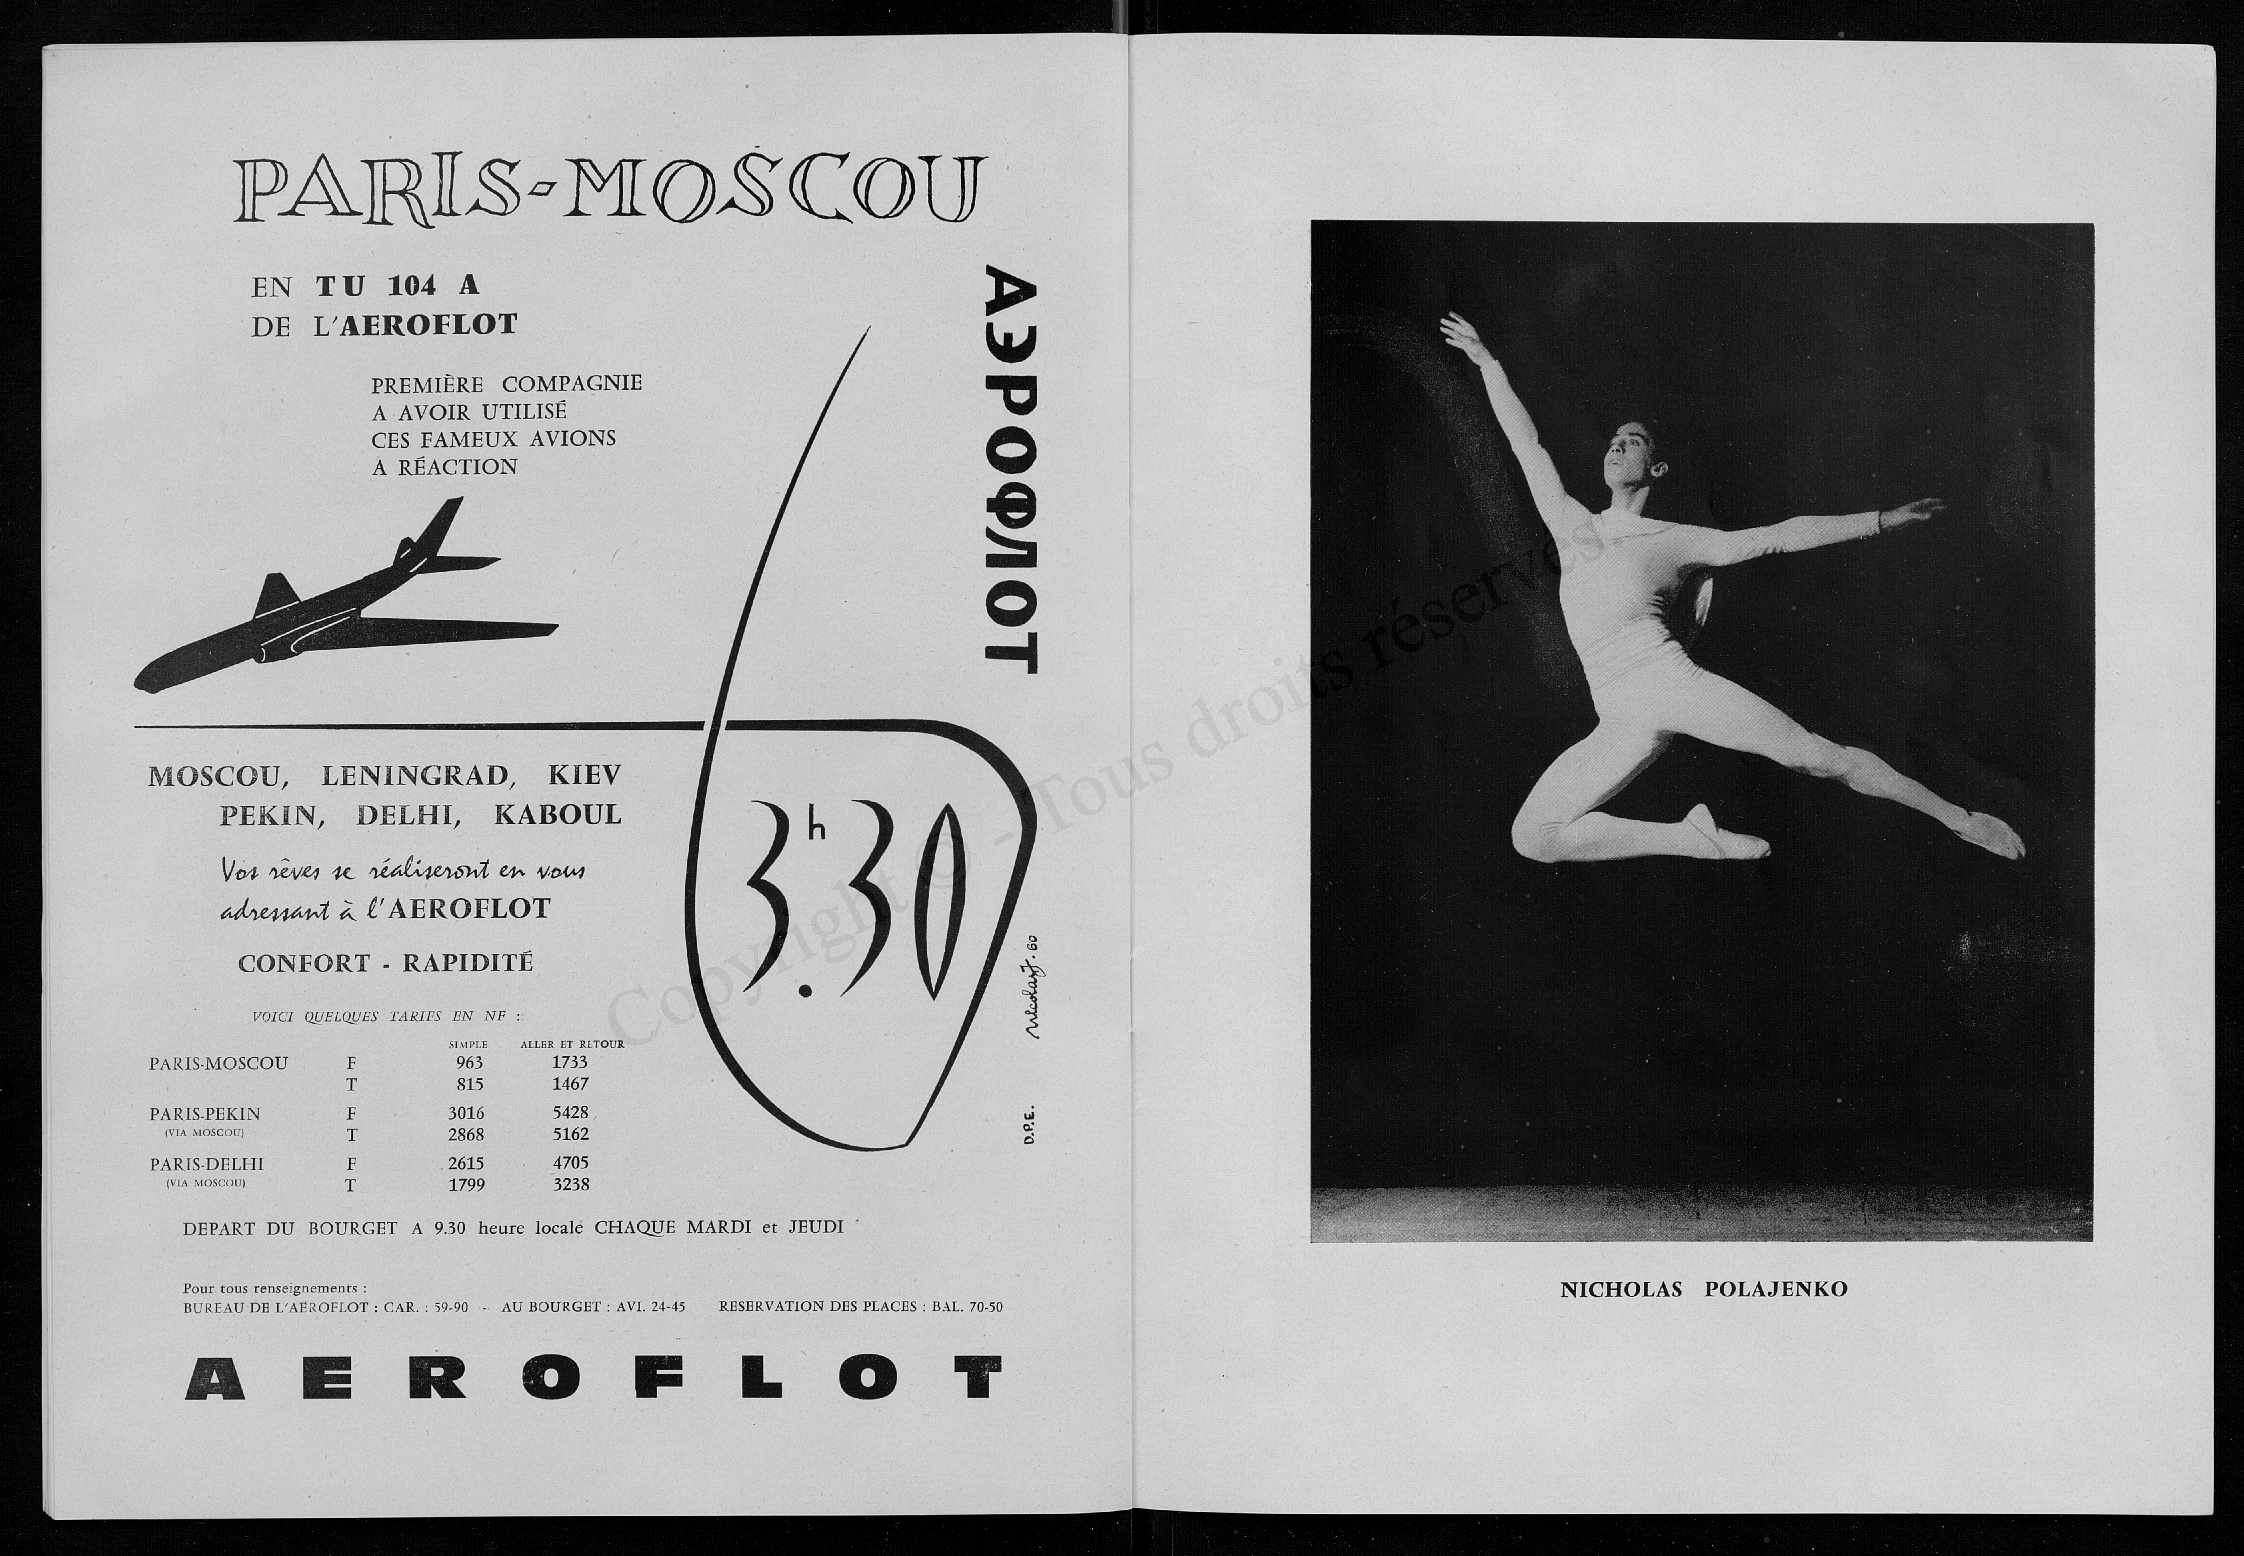 PARIS-MOSCOU
EN TU 104 A
DE L'AEROFLOT
PREMIÈRE COMPAGNIE
A AVOIR UTILISÉ
CES FAMEUX AVIONS
A RÉACTION
АЭРОФЛОТ
MOSCOU, LENINGRAD, KIEV
PEKIN, DELHI, KABOUL
Vos rêves se réaliseront en vous
adressant à l'AEROFLOT
CONFORT - RAPIDITÉ
3h.30
VOICI QUELQUES TARIFS EN NF :
SIMPLE ALLER ET RETOUR
PARIS-MOSCOU F 963 1733
T 815 1467
PARIS-PEKIN F 3016 5428
(VIA MOSCOU) T 2868 5162
PARIS-DELHI F 2615 4705
(VIA MOSCOU) T 1799 3238
D.P.E. nicolaÿ. 60
DEPART DU BOURGET A 9.30 heure locale CHAQUE MARDI et JEUDI
Pour tous renseignements :
BUREAU DE L'AEROFLOT : CAR. : 59-90 - AU BOURGET : AVI. 24-45 RESERVATION DES PLACES : BAL. 70-50
AEROFLOT
NICHOLAS POLAJENKO
Copyright © - Tous droits réservés